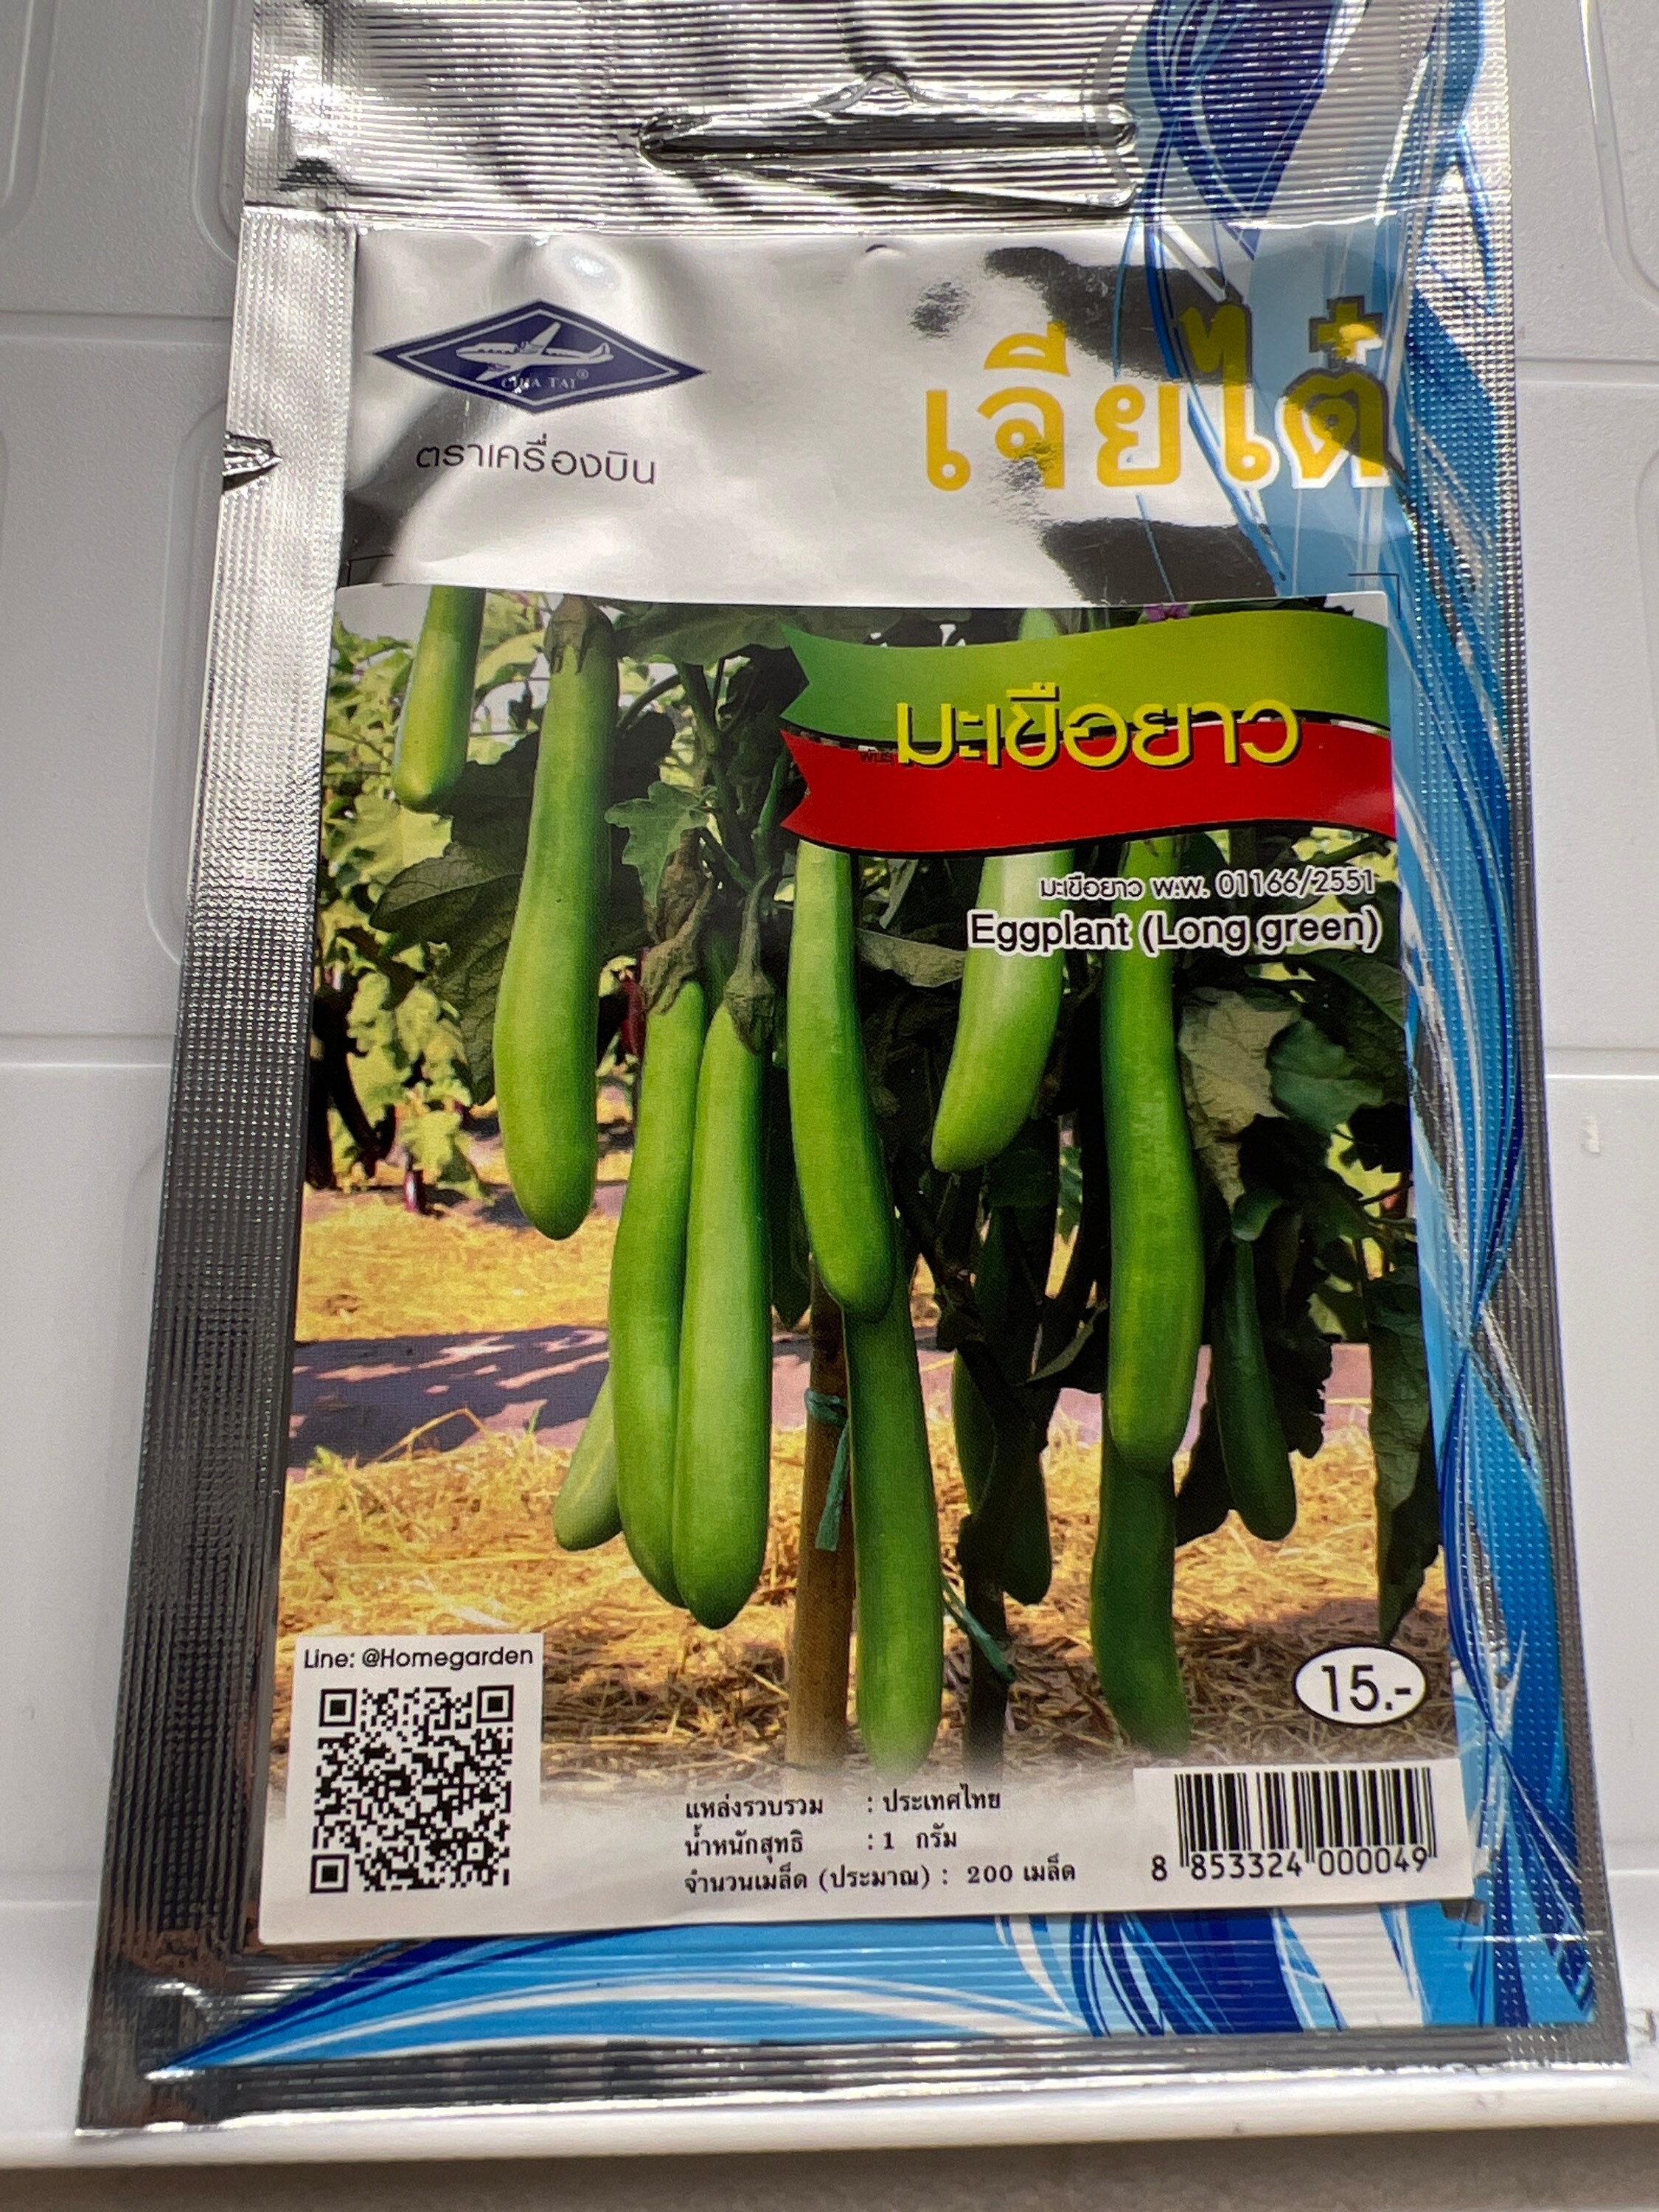 CHIA TAI®
ตราเครื่องบิน
เจียไต๋
พันธุ์ มะเขือยาว
มะเขือยาว พ.พ. 01166/2551
Eggplant (Long green)
Line: @Homegarden
15.-
แหล่งรวบรวม : ประเทศไทย
น้ำหนักสุทธิ : 1 กรัม
จำนวนเมล็ด (ประมาณ) : 200 เมล็ด
8 853324 000049